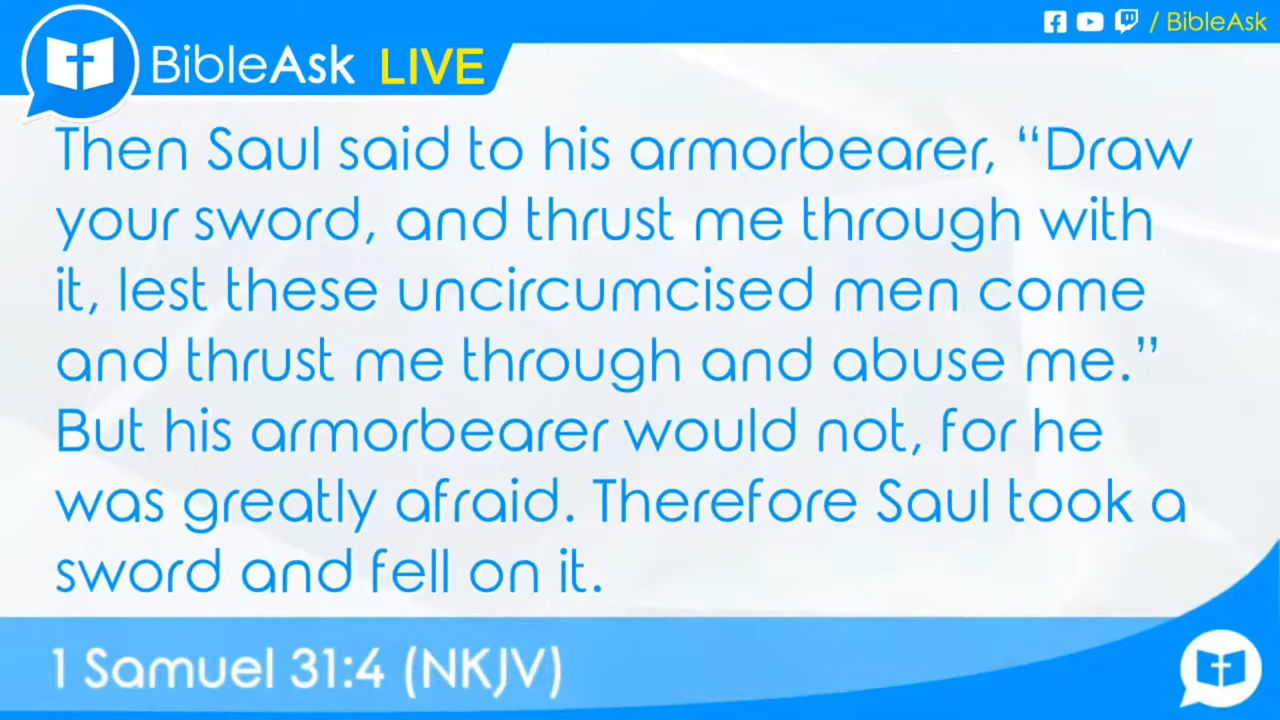 BibleAsk LIVE
/ BibleAsk
Then Saul said to his armorbearer, “Draw
your sword, and thrust me through with
it, lest these uncircumcised men come
and thrust me through and abuse me.”
But his armorbearer would not, for he
was greatly afraid. Therefore Saul took a
sword and fell on it.
1 Samuel 31:4 (NKJV)